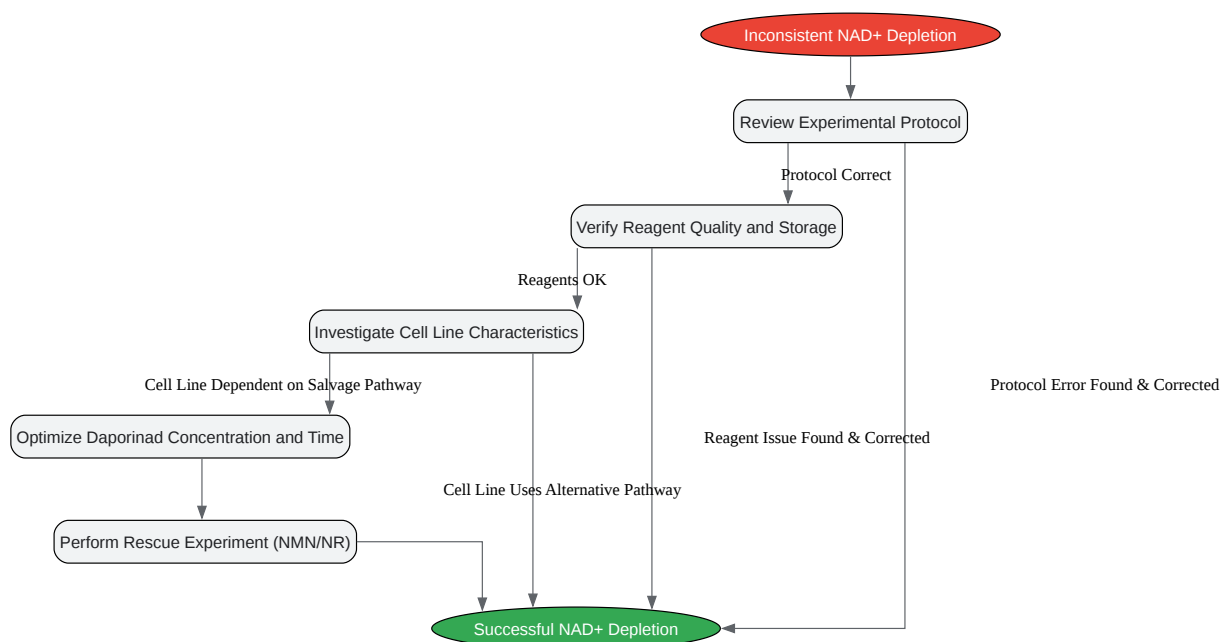 Inconsistent NAD+ Depletion
Review Experimental Protocol
Protocol Correct
Verify Reagent Quality and Storage
Reagents OK
Investigate Cell Line Characteristics
Cell Line Dependent on Salvage Pathway
Protocol Error Found & Corrected
Optimize Daporinad Concentration and Time
Reagent Issue Found & Corrected
Cell Line Uses Alternative Pathway
Perform Rescue Experiment (NMN/NR)
Successful NAD+ Depletion